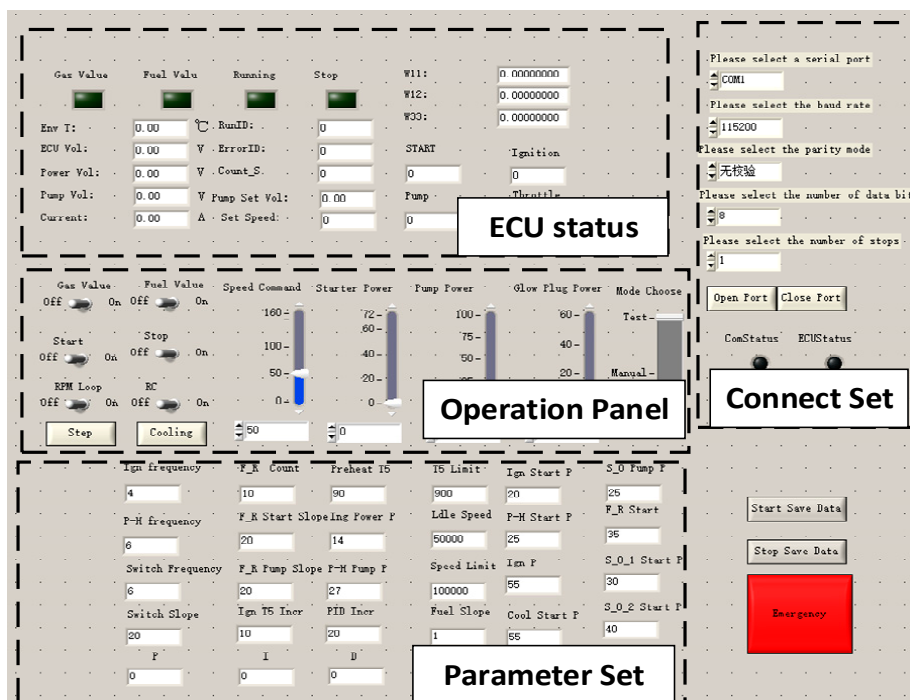 Gas Value Fuel Valu Running Stop
W11: 0.00000000
W12: 0.00000000
W33: 0.00000000
Env T: 0.00 ℃ RunID: 0
ECU Vol: 0.00 V ErrorID: 0 START Ignition
Power Vol: 0.00 V Count_S. 0 0 0
Pump Vol: 0.00 V Pump Set Vol: 0.00 Pump Throttle
Current: 0.00 A Set Speed: 0 0
ECU status
Please select a serial port
COM1
Please select the baud rate
115200
Please select the parity mode
无校验
Please select the number of data bit
8
Please select the number of stops
1
Open Port Close Port
ComStatus ECUStatus
Connect Set
Gas Value Fuel Value Speed Command Starter Power Pump Power Glow Plug Power Mode Choose
Off On Off On
160 72 100 60 Test
60 75
Start Stop
Off On Off On
100 40 50 40
50 20 20 Manual
RPM Loop RC
Off On Off On
0 0
Step Cooling 50 0
Operation Panel
Ign frequency F_R Count Preheat T5 T5 Limit Ign Start P S_0 Pump P
4 10 90 900 20 25
P-H frequency F_R Start Slope Ing Power P Ldle Speed P-H Start P F_R Start
6 20 14 50000 25 35
Switch Frequency F_R Pump Slope P-H Pump P Speed Limit Ign P S_0_1 Start P
6 20 27 100000 55 30
Switch Slope Ign T5 Incr PID Incr Fuel Slope Cool Start P S_0_2 Start P
20 10 20 1 55 40
P I D
0 0 0
Parameter Set
Start Save Data
Stop Save Data
Emergency